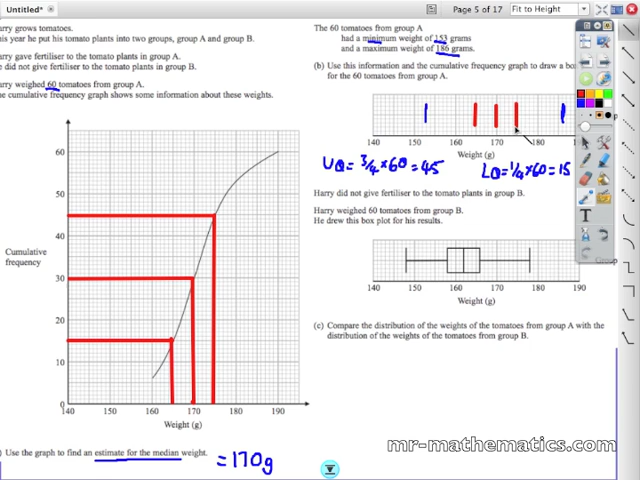 Untitled*
Page 5 of 17
Fit to Height
arry grows tomatoes.
his year he put his tomato plants into two groups, group A and group B.
arry gave fertiliser to the tomato plants in group A.
e did not give fertiliser to the tomato plants in group B.
arry weighed 60 tomatoes from group A.
he cumulative frequency graph shows some information about these weights.
60
50
40
30
20
10
0
Cumulative
frequency
140 150 160 170 180 190
Weight (g)
) Use the graph to find an estimate for the median weight.
= 170g
The 60 tomatoes from group A
had a minimum weight of 153 grams
and a maximum weight of 186 grams.
(b) Use this information and the cumulative frequency graph to draw a box
for the 60 tomatoes from group A.
140 150 160 170 180
Weight (g)
UQ = 3/4 × 60 = 45
LQ = 1/4 × 60 = 15
Harry did not give fertiliser to the tomato plants in group B.
Harry weighed 60 tomatoes from group B.
He drew this box plot for his results.
Group
140 150 160 170 180 190
Weight (g)
(c) Compare the distribution of the weights of the tomatoes from group A with the
distribution of the weights of the tomatoes from group B.
mr-mathematics.com